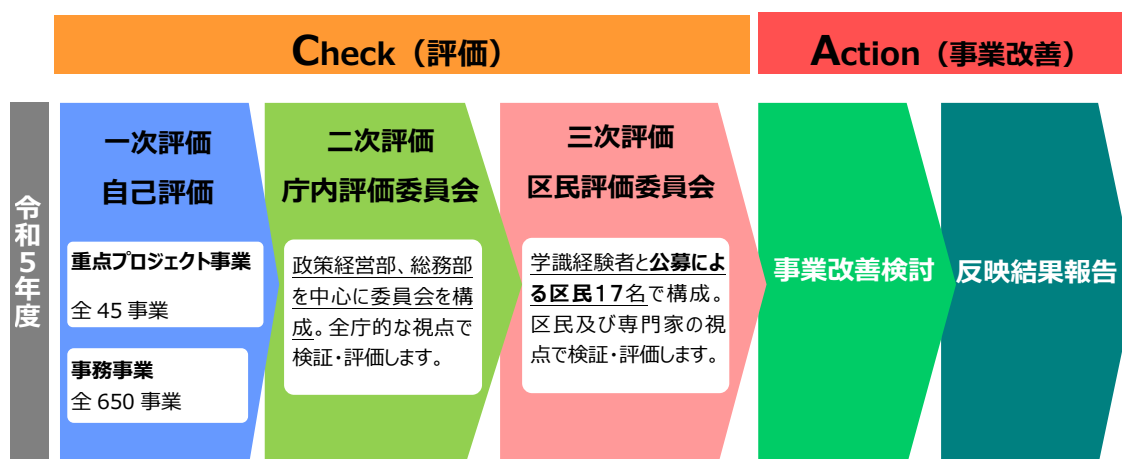 Check（評価）
Action（事業改善）
令和５年度
一次評価
自己評価
重点プロジェクト事業
全 45 事業
事務事業
全 650 事業
二次評価
庁内評価委員会
政策経営部、総務部
を中心に委員会を構
成。全庁的な視点で
検証・評価します。
三次評価
区民評価委員会
学識経験者と公募によ
る区民１７名で構成。
区民及び専門家の視
点で検証・評価します。
事業改善検討
反映結果報告